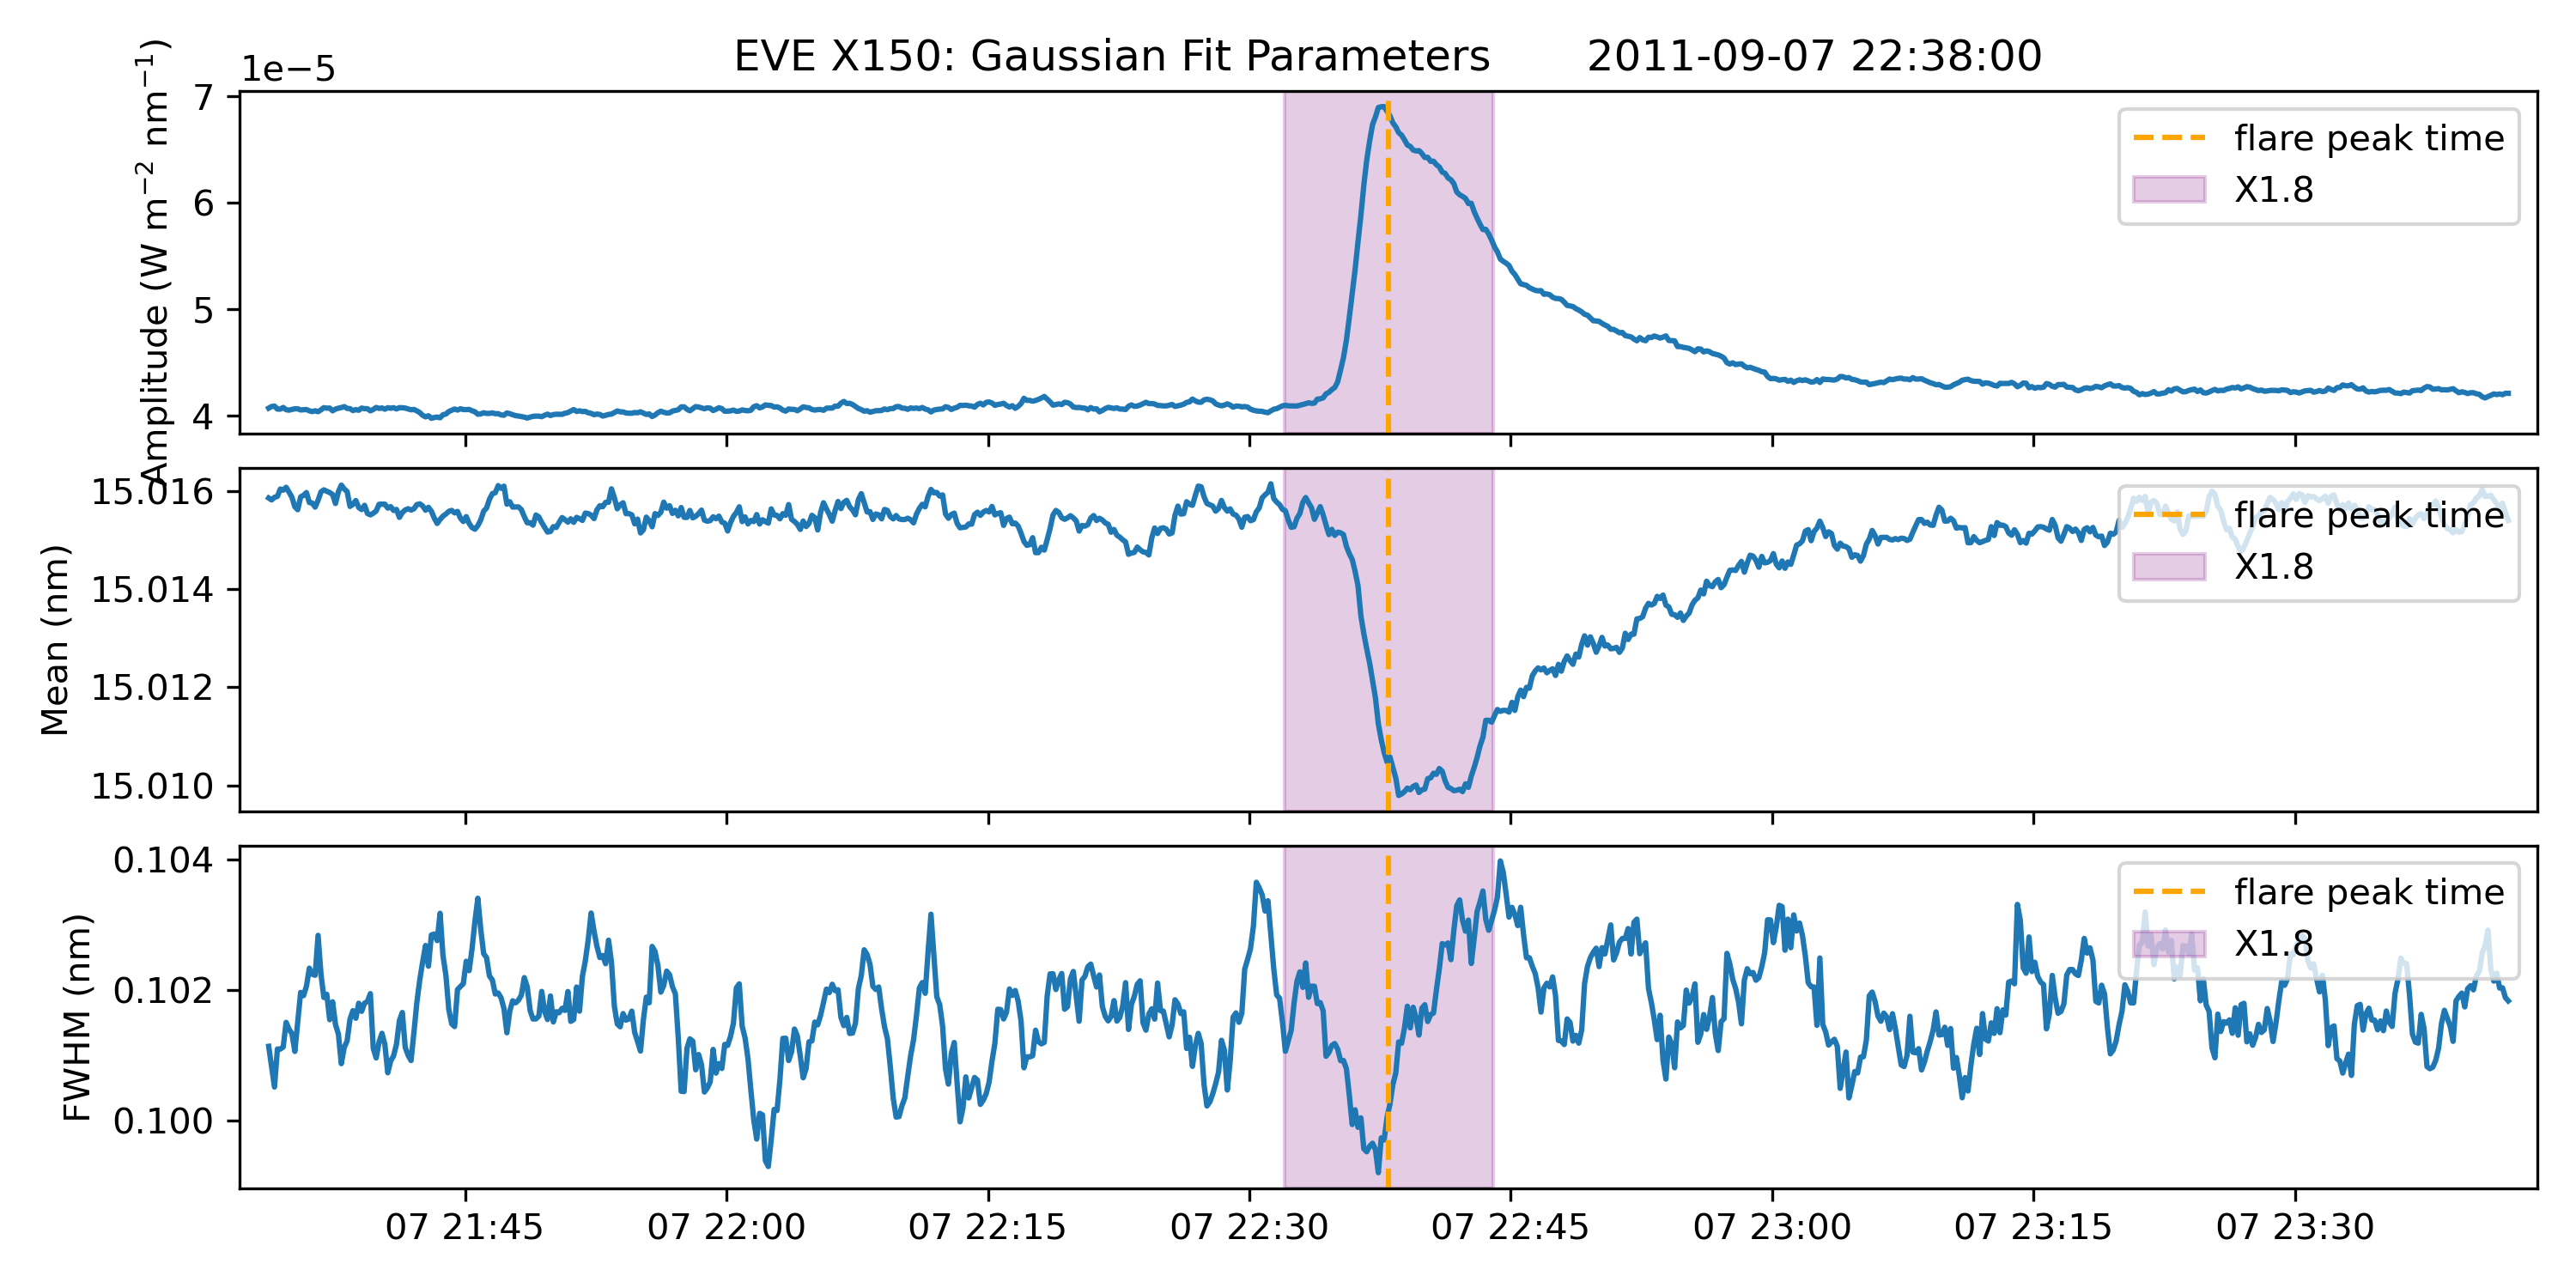 EVE X150: Gaussian Fit Parameters 2011-09-07 22:38:00
1e−5
Amplitude (W m⁻² nm⁻¹)
7
6
5
4
flare peak time
X1.8
Mean (nm)
15.016
15.014
15.012
15.010
flare peak time
X1.8
FWHM (nm)
0.104
0.102
0.100
flare peak time
X1.8
07 21:45 07 22:00 07 22:15 07 22:30 07 22:45 07 23:00 07 23:15 07 23:30